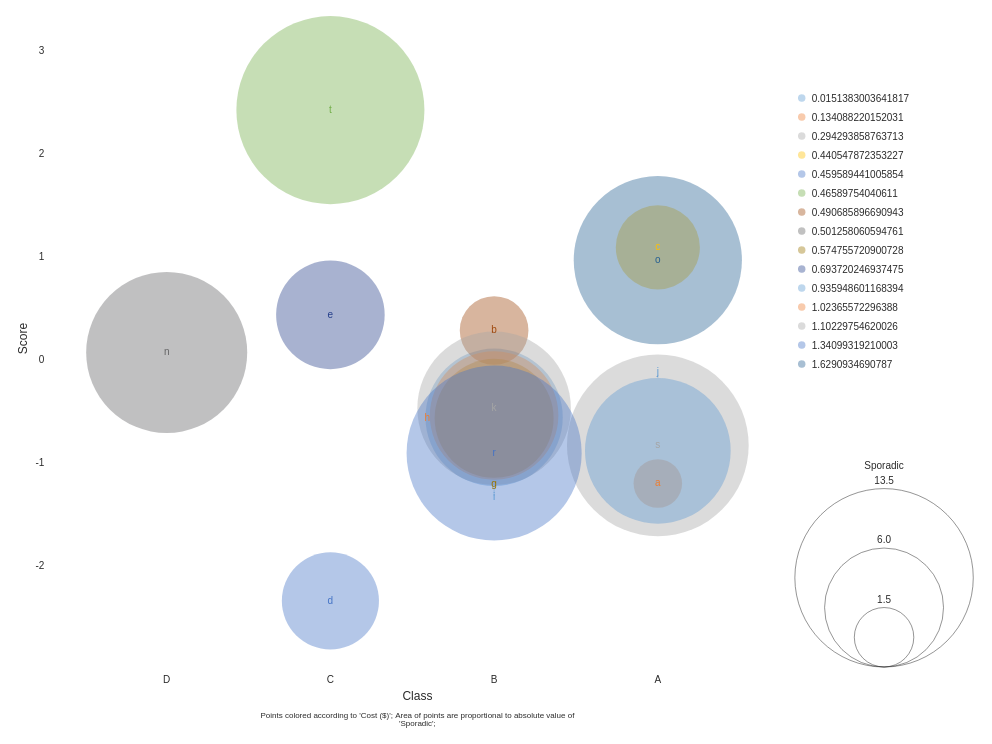 3
2
1
0
-1
-2
Score
t
n
e
d
b
k
r
g
i
r
o
j
s
a
D
C
B
A
Class
Points colored according to 'Cost ($)'; Area of points are proportional to absolute value of
'Sporadic';
0.0151383003641817
0.134088220152031
0.294293858763713
0.440547872353227
0.459589441005854
0.46589754040611
0.490685896690943
0.501258060594761
0.574755720900728
0.693720246937475
0.935948601168394
1.02365572296388
1.10229754620026
1.34099319210003
1.6290934690787
Sporadic
13.5
6.0
1.5